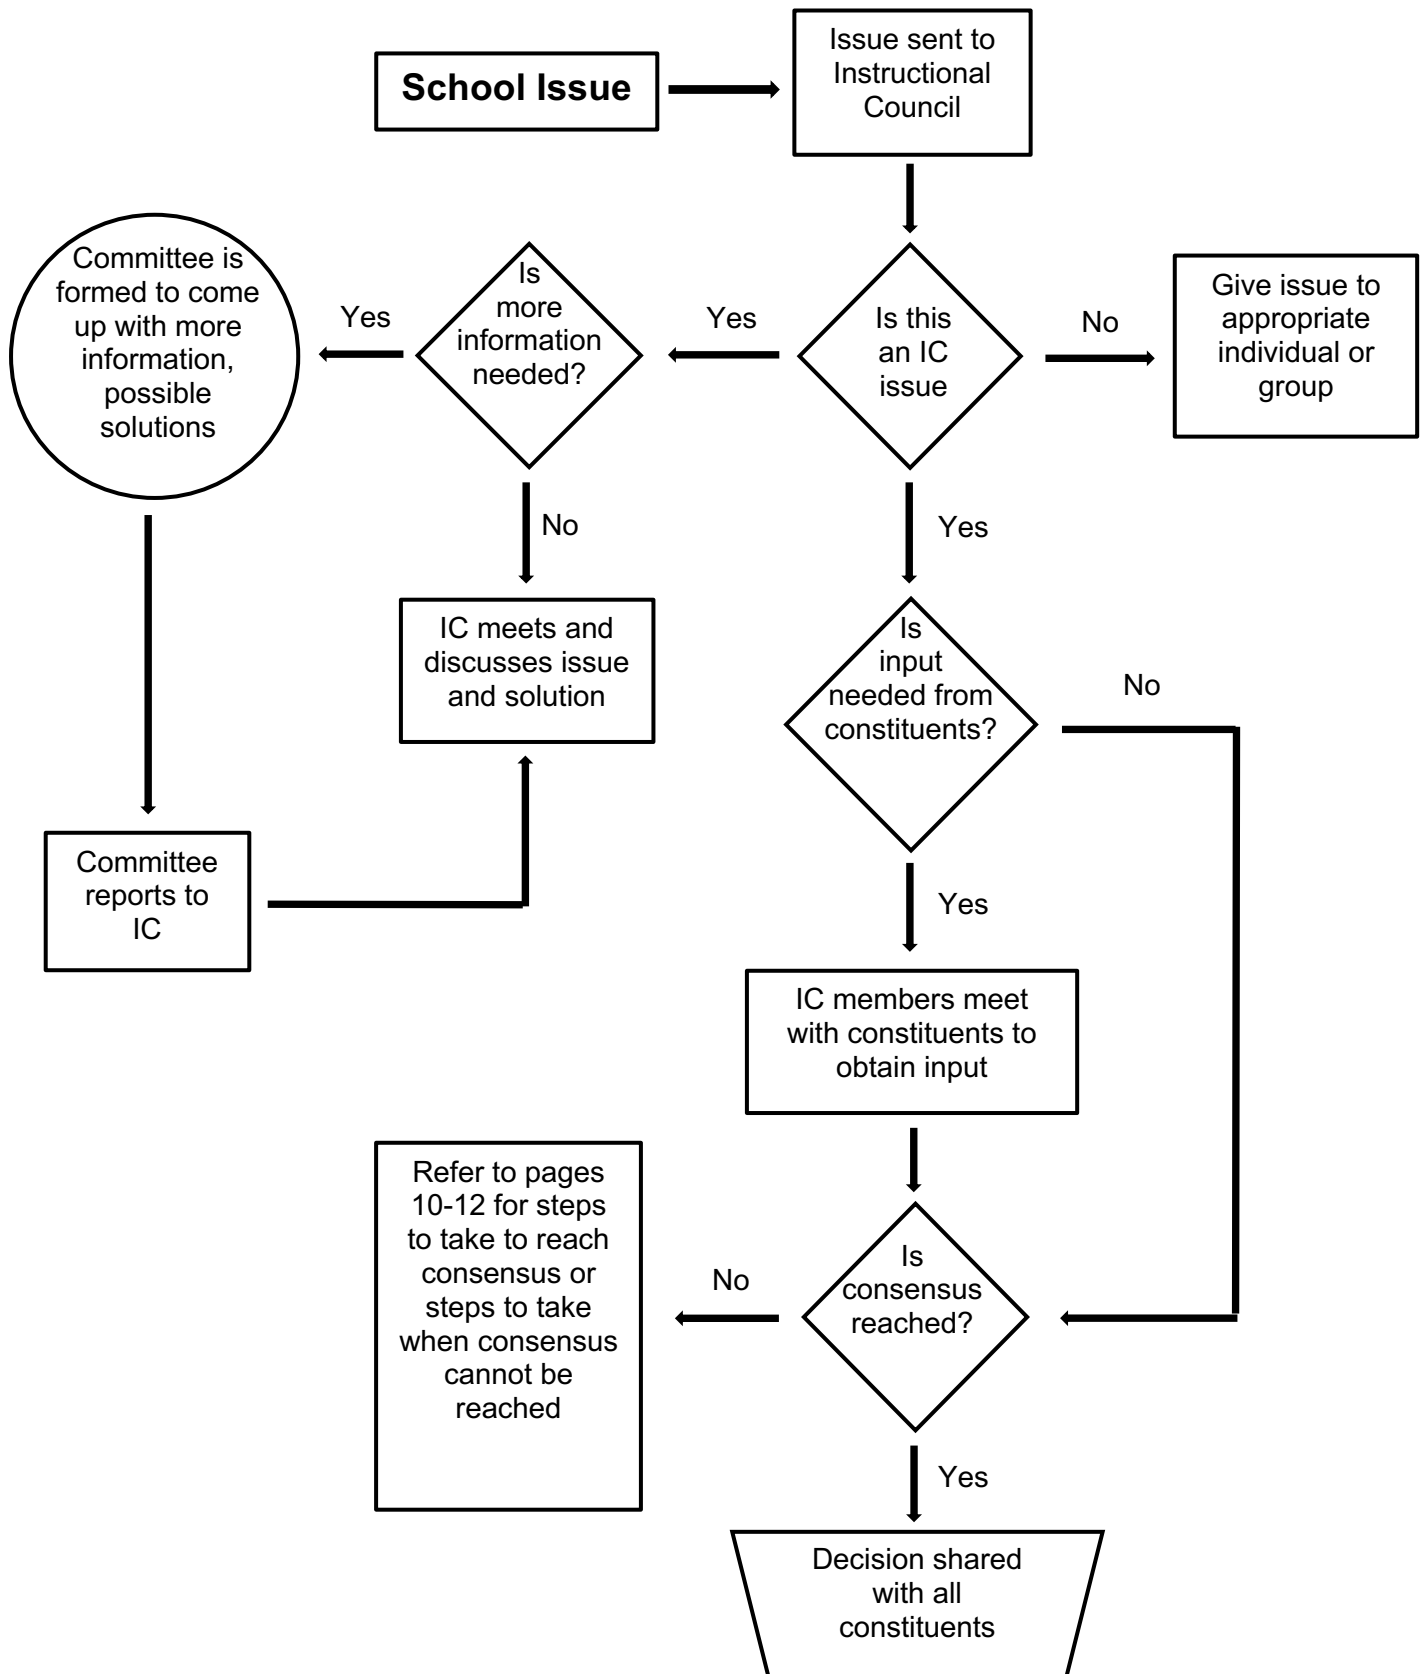 School Issue
Issue sent to
Instructional
Council
Committee is
formed to come
up with more
information,
possible
solutions
Yes
Is
more
information
needed?
Yes
Is this
an IC
issue
No
Give issue to
appropriate
individual or
group
No
Yes
IC meets and
discusses issue
and solution
Is
input
needed from
constituents?
No
Committee
reports to
IC
Yes
IC members meet
with constituents to
obtain input
Refer to pages
10-12 for steps
to take to reach
consensus or
steps to take
when consensus
cannot be
reached
No
Is
consensus
reached?
Yes
Decision shared
with all
constituents